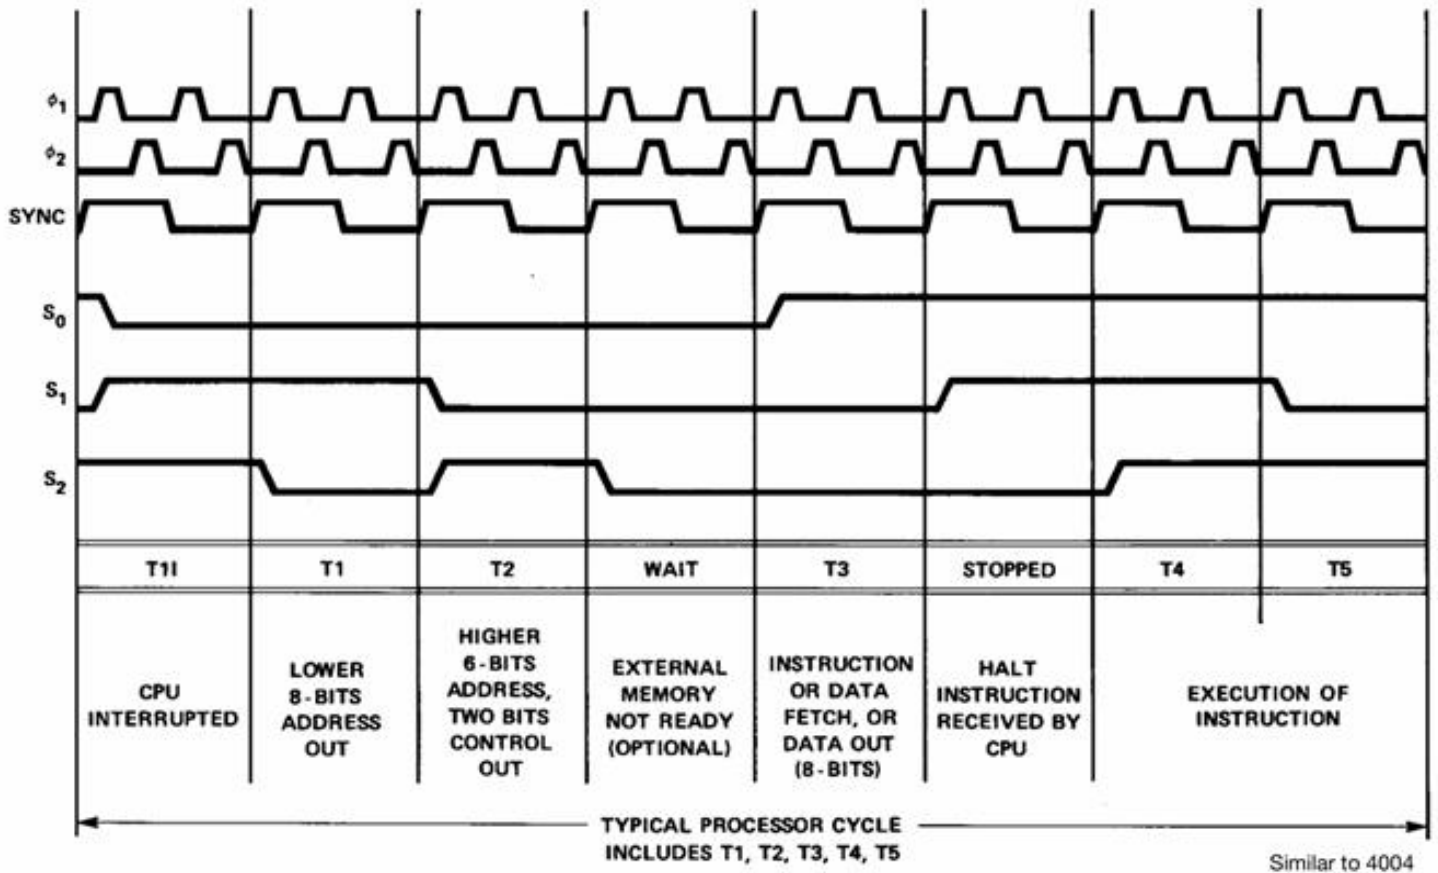 ϕ1
ϕ2
SYNC
S0
S1
S2
T1I T1 T2 WAIT T3 STOPPED T4 T5
CPU
INTERRUPTED
LOWER
8-BITS
ADDRESS
OUT
HIGHER
6-BITS
ADDRESS,
TWO BITS
CONTROL
OUT
EXTERNAL
MEMORY
NOT READY
(OPTIONAL)
INSTRUCTION
OR DATA
FETCH, OR
DATA OUT
(8-BITS)
HALT
INSTRUCTION
RECEIVED BY
CPU
EXECUTION OF
INSTRUCTION
TYPICAL PROCESSOR CYCLE
INCLUDES T1, T2, T3, T4, T5
Similar to 4004